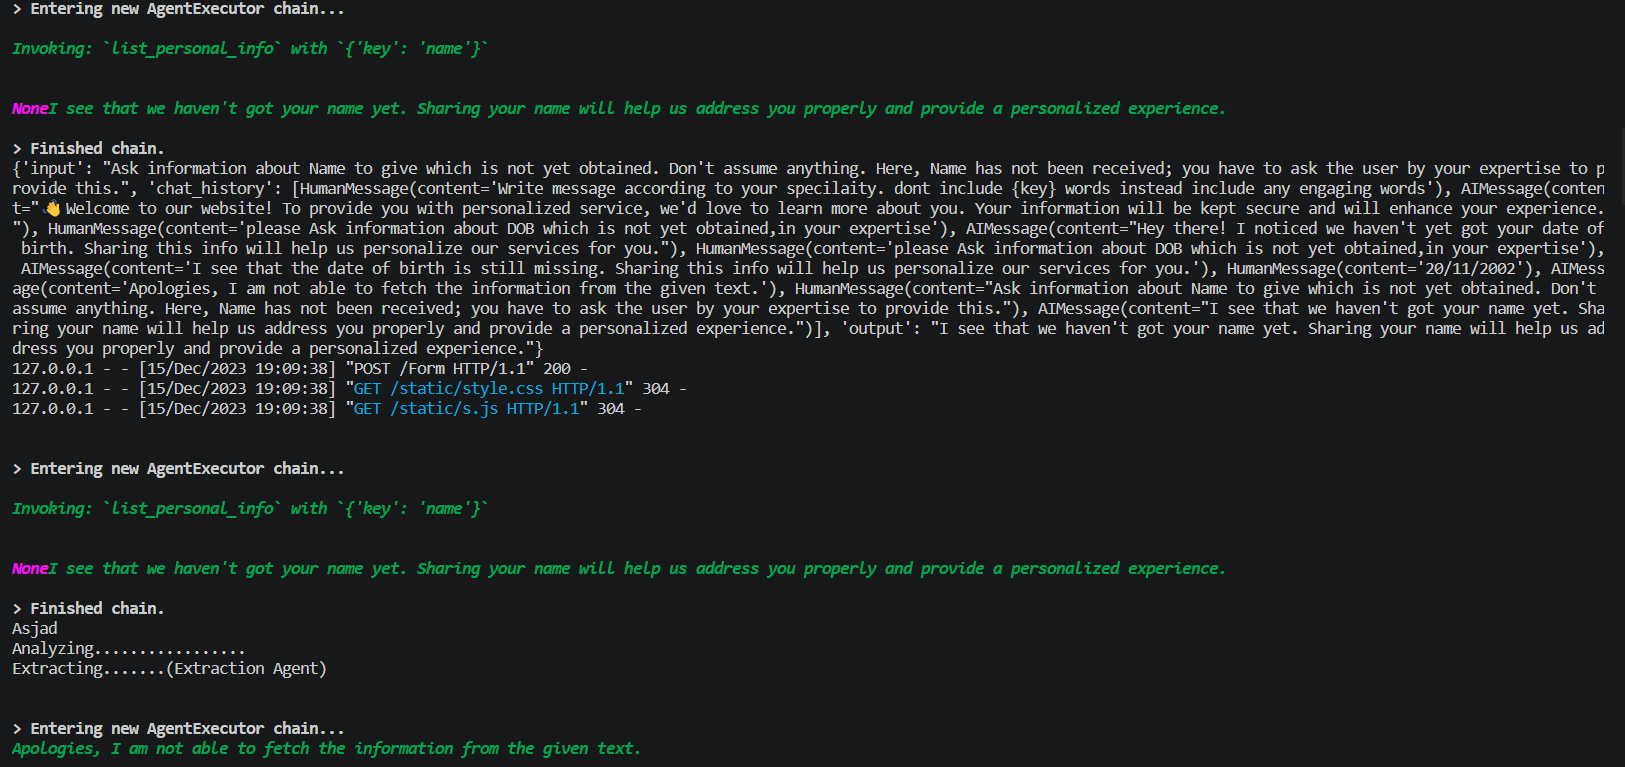 > Entering new AgentExecutor chain...
Invoking: `list_personal_info` with `{'key': 'name'}`
NoneI see that we haven't got your name yet. Sharing your name will help us address you properly and provide a personalized experience.
> Finished chain.
{'input': "Ask information about Name to give which is not yet obtained. Don't assume anything. Here, Name has not been received; you have to ask the user by your expertise to p
rovide this.", 'chat_history': [HumanMessage(content='Write message according to your specilaity. dont include {key} words instead include any engaging words'), AIMessage(conten
t="👋Welcome to our website! To provide you with personalized service, we'd love to learn more about you. Your information will be kept secure and will enhance your experience.
"), HumanMessage(content='please Ask information about DOB which is not yet obtained,in your expertise'), AIMessage(content="Hey there! I noticed we haven't yet got your date of
 birth. Sharing this info will help us personalize our services for you."), HumanMessage(content='please Ask information about DOB which is not yet obtained,in your expertise'),
 AIMessage(content='I see that the date of birth is still missing. Sharing this info will help us personalize our services for you.'), HumanMessage(content='20/11/2002'), AIMess
age(content='Apologies, I am not able to fetch the information from the given text.'), HumanMessage(content="Ask information about Name to give which is not yet obtained. Don't
assume anything. Here, Name has not been received; you have to ask the user by your expertise to provide this."), AIMessage(content="I see that we haven't got your name yet. Sha
ring your name will help us address you properly and provide a personalized experience.")], 'output': "I see that we haven't got your name yet. Sharing your name will help us ad
dress you properly and provide a personalized experience."}
127.0.0.1 - - [15/Dec/2023 19:09:38] "POST /Form HTTP/1.1" 200 -
127.0.0.1 - - [15/Dec/2023 19:09:38] "GET /static/style.css HTTP/1.1" 304 -
127.0.0.1 - - [15/Dec/2023 19:09:38] "GET /static/s.js HTTP/1.1" 304 -
> Entering new AgentExecutor chain...
Invoking: `list_personal_info` with `{'key': 'name'}`
NoneI see that we haven't got your name yet. Sharing your name will help us address you properly and provide a personalized experience.
> Finished chain.
Asjad
Analyzing.................
Extracting.......(Extraction Agent)
> Entering new AgentExecutor chain...
Apologies, I am not able to fetch the information from the given text.